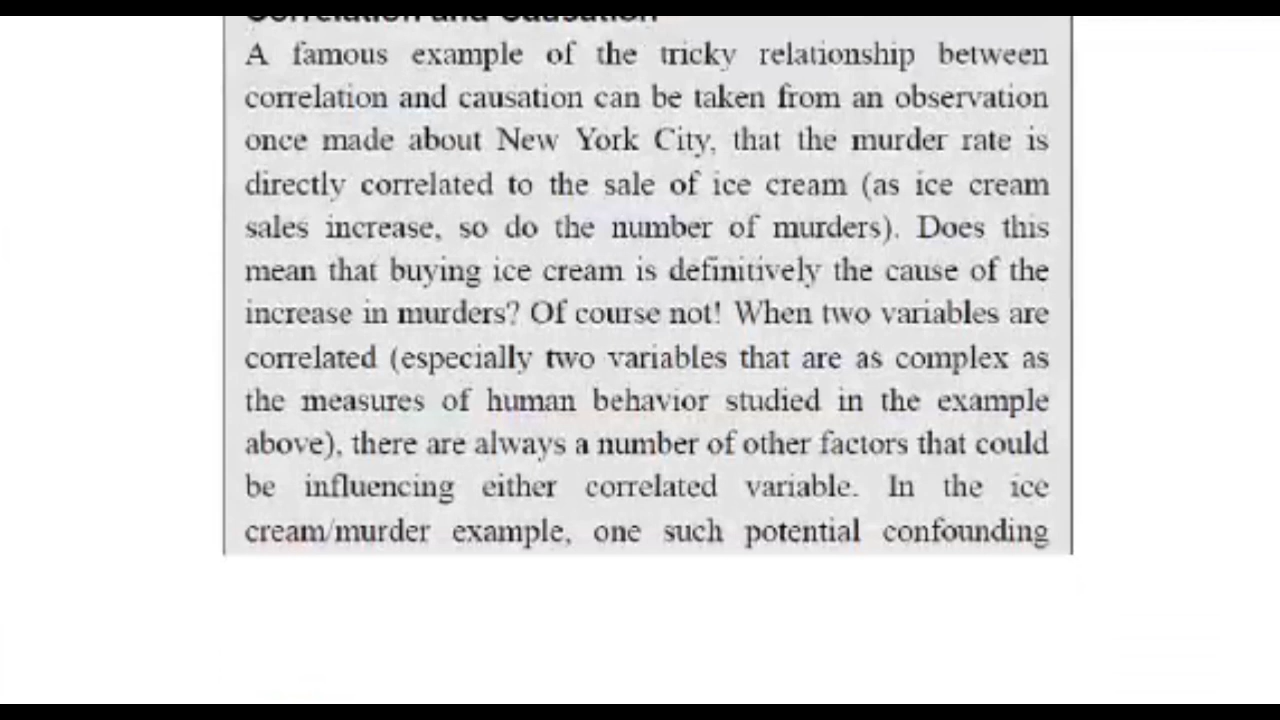 Correlation and Causation
A famous example of the tricky relationship between
correlation and causation can be taken from an observation
once made about New York City, that the murder rate is
directly correlated to the sale of ice cream (as ice cream
sales increase, so do the number of murders). Does this
mean that buying ice cream is definitively the cause of the
increase in murders? Of course not! When two variables are
correlated (especially two variables that are as complex as
the measures of human behavior studied in the example
above), there are always a number of other factors that could
be influencing either correlated variable. In the ice
cream/murder example, one such potential confounding